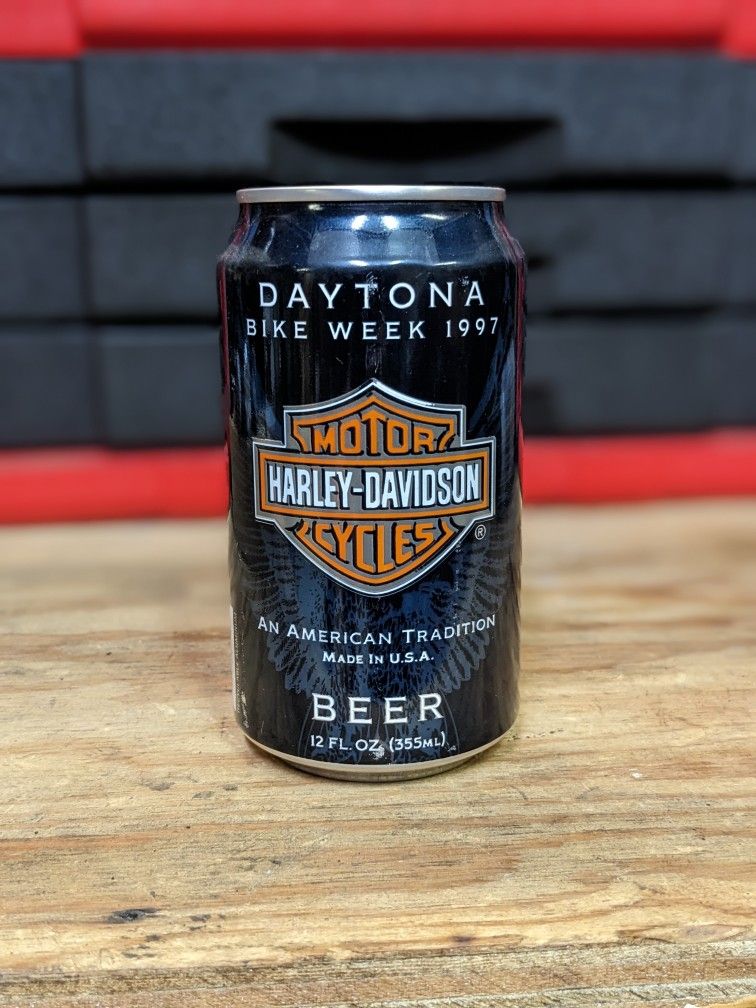 DAYTONA
BIKE WEEK 1997
MOTOR
HARLEY-DAVIDSON
CYCLES
®
AN AMERICAN TRADITION
MADE IN U.S.A.
BEER
12 FL. OZ. (355ML)